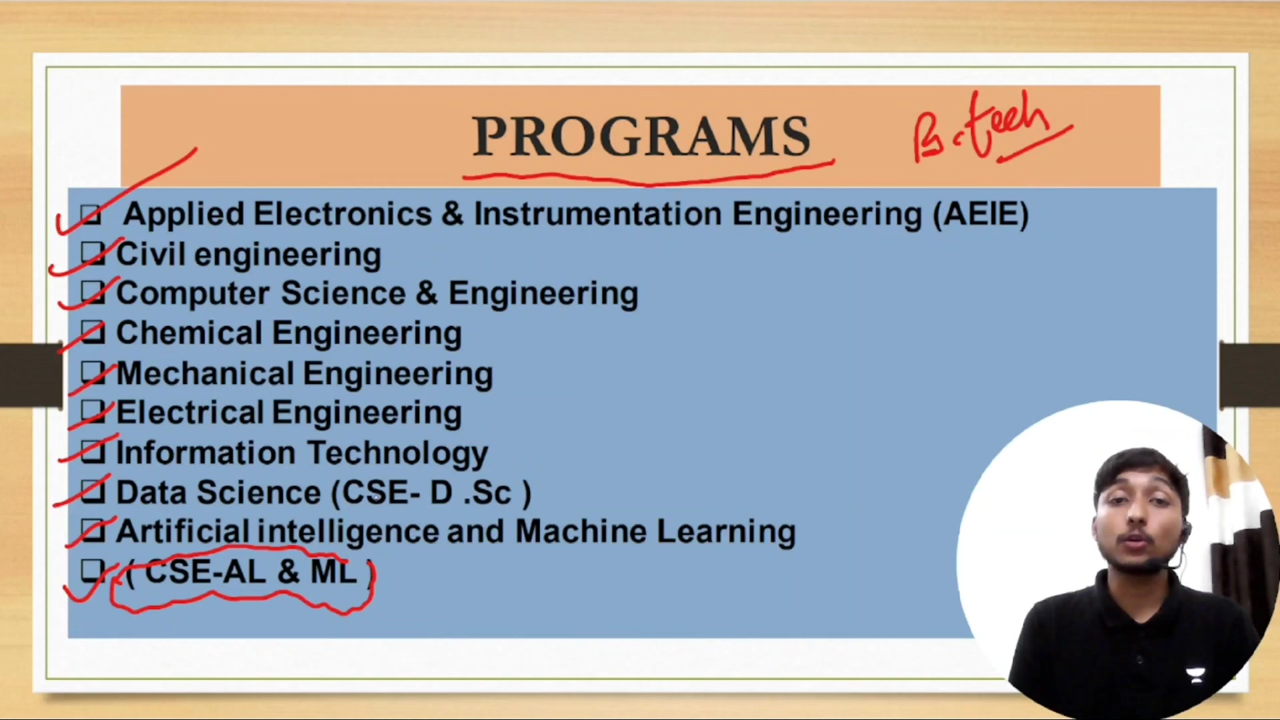 PROGRAMS
B.tech
Applied Electronics & Instrumentation Engineering (AEIE)
Civil engineering
Computer Science & Engineering
Chemical Engineering
Mechanical Engineering
Electrical Engineering
Information Technology
Data Science (CSE- D .Sc )
Artificial intelligence and Machine Learning
( CSE-AL & ML )